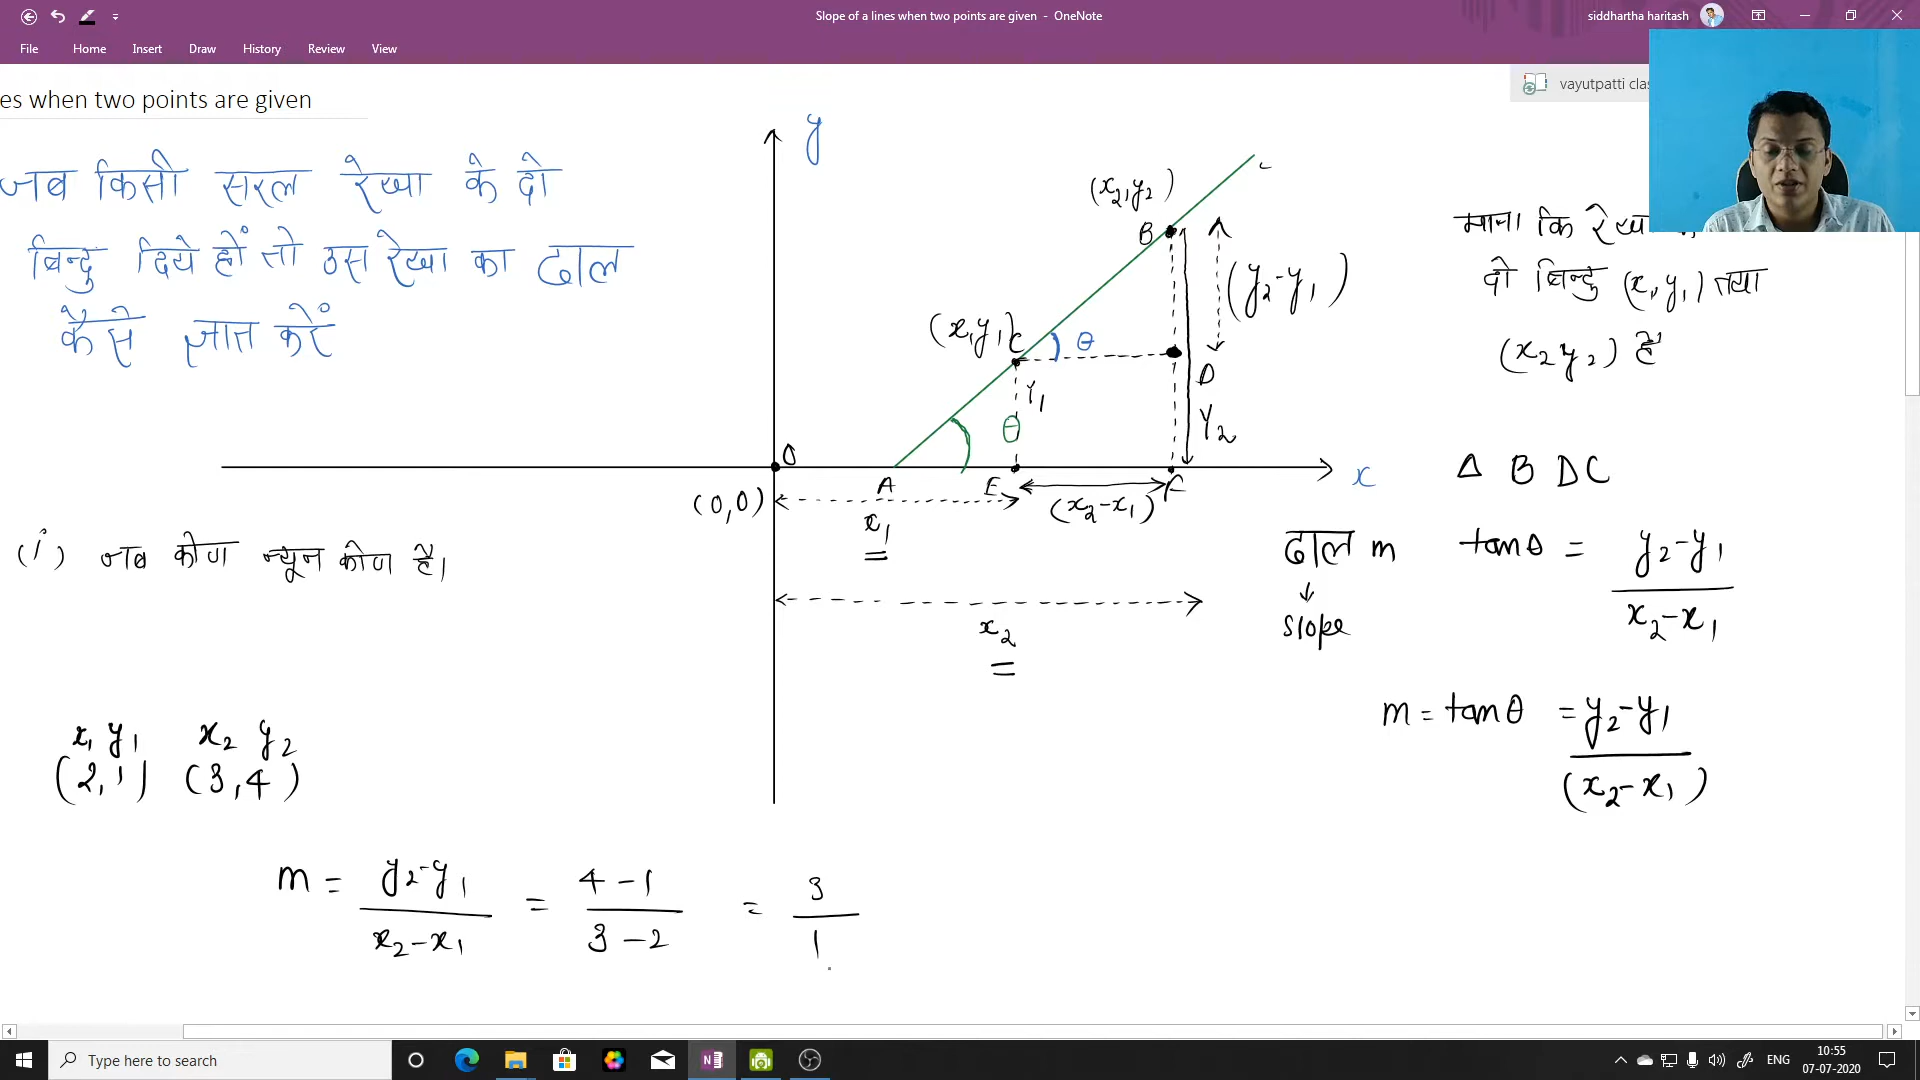 Slope of a lines when two points are given - OneNote
siddhartha haritash
File Home Insert Draw History Review View
es when two points are given
vayutpatti clas
जब किसी सरल रेखा के दो
बिन्दु दिये हों तो उस रेखा का ढाल
कैसे ज्ञात करें
y
(x₂, y₂)
B
(y₂-y₁)
(x₁ y₁)
C
θ
D
Y₁
Y₂
θ
O
A
E
F
x
(0,0)
x₁
=
(x₂-x₁)
x₂
=
माना कि रेखा
दो बिन्दु (x₁ y₁) तथा
(x₂ y₂) हैं
Δ BDC
ढाल m tanθ = y₂-y₁
x₂-x₁
↓
slope
m = tanθ = y₂-y₁
(x₂-x₁)
(i) जब कोण न्यून कोण है।
x₁ y₁ x₂ y₂
(2,1) (3,4)
m = y₂-y₁ = 4-1 = 3
x₂-x₁ 3-2 1
Type here to search
ENG
10:55
07-07-2020